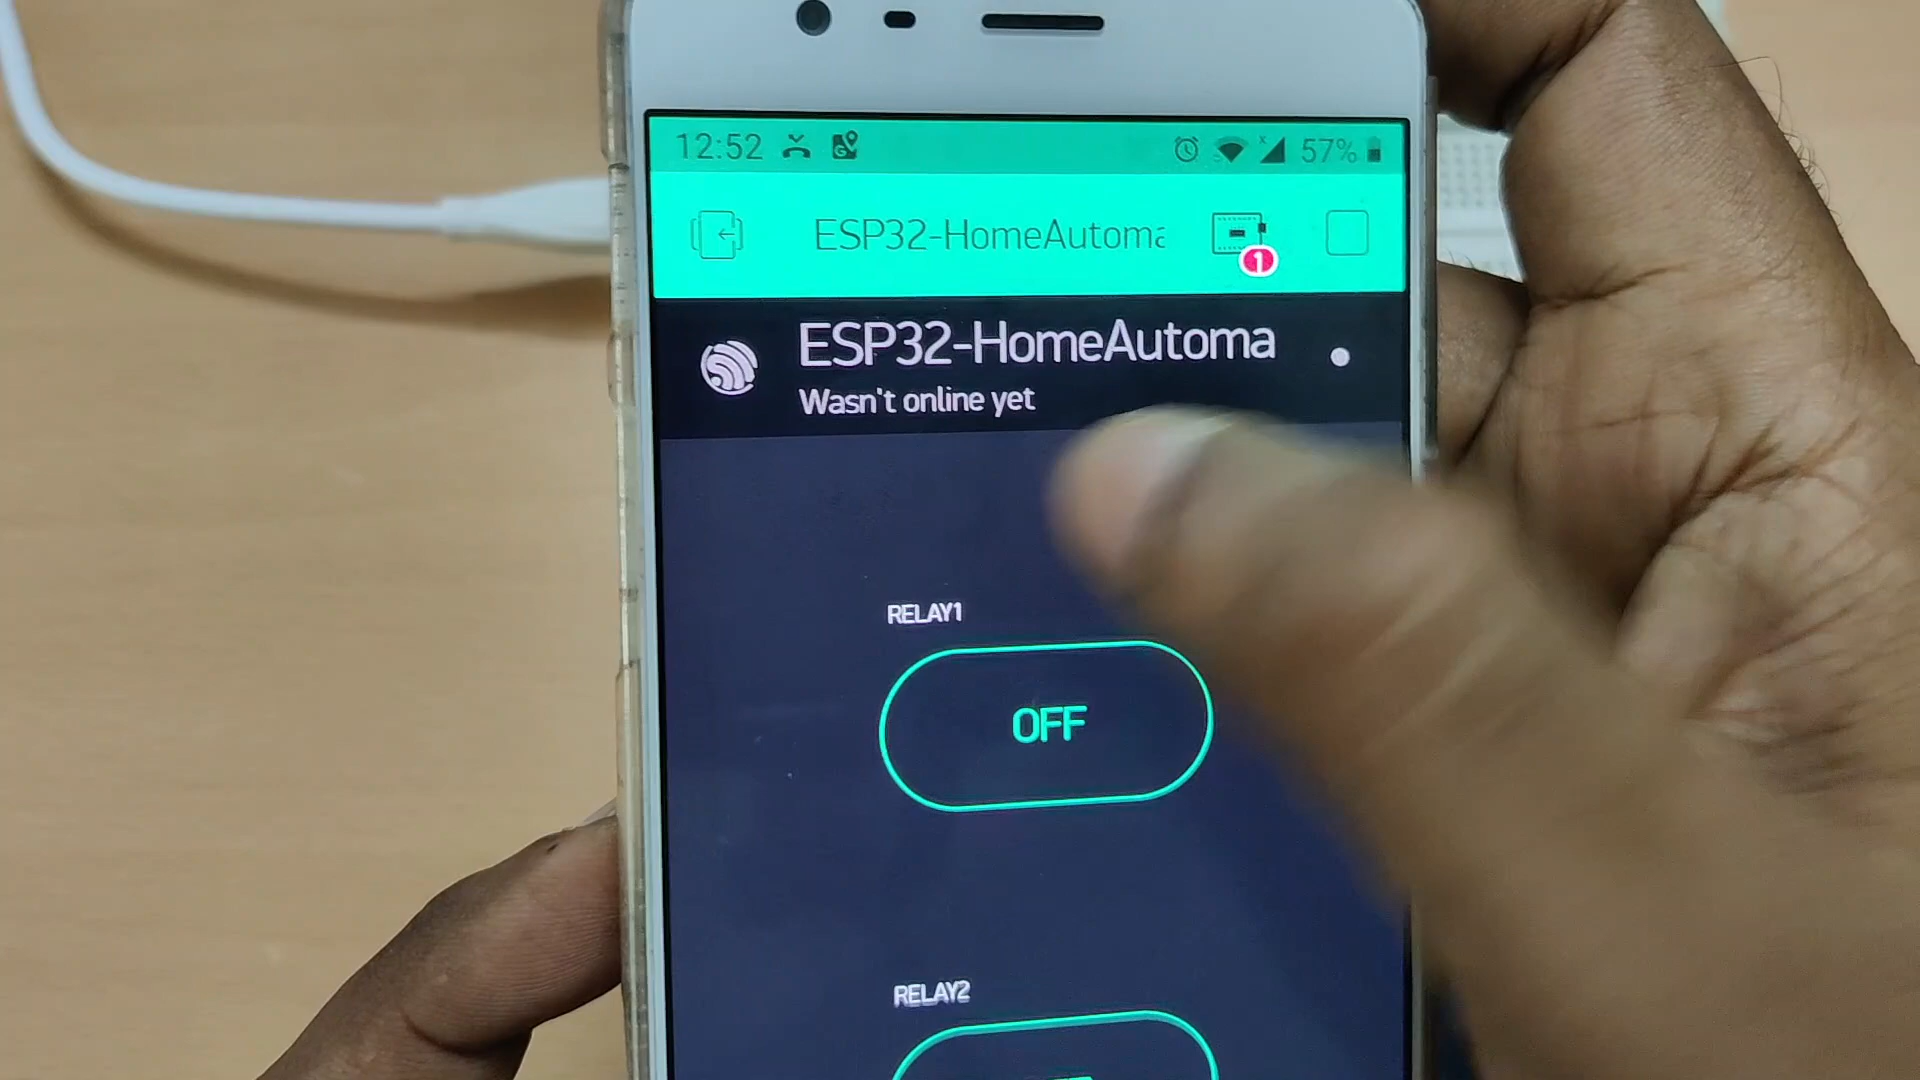 12:52 57%
ESP32-HomeAutoma
1
ESP32-HomeAutoma
Wasn't online yet
RELAY1
OFF
RELAY2